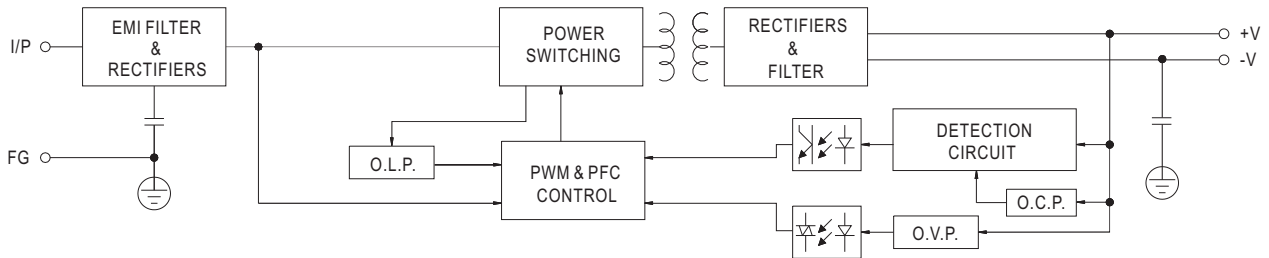 I/P
EMI FILTER
&
RECTIFIERS
POWER
SWITCHING
RECTIFIERS
&
FILTER
+V
-V
FG
O.L.P.
PWM & PFC
CONTROL
DETECTION
CIRCUIT
O.C.P.
O.V.P.